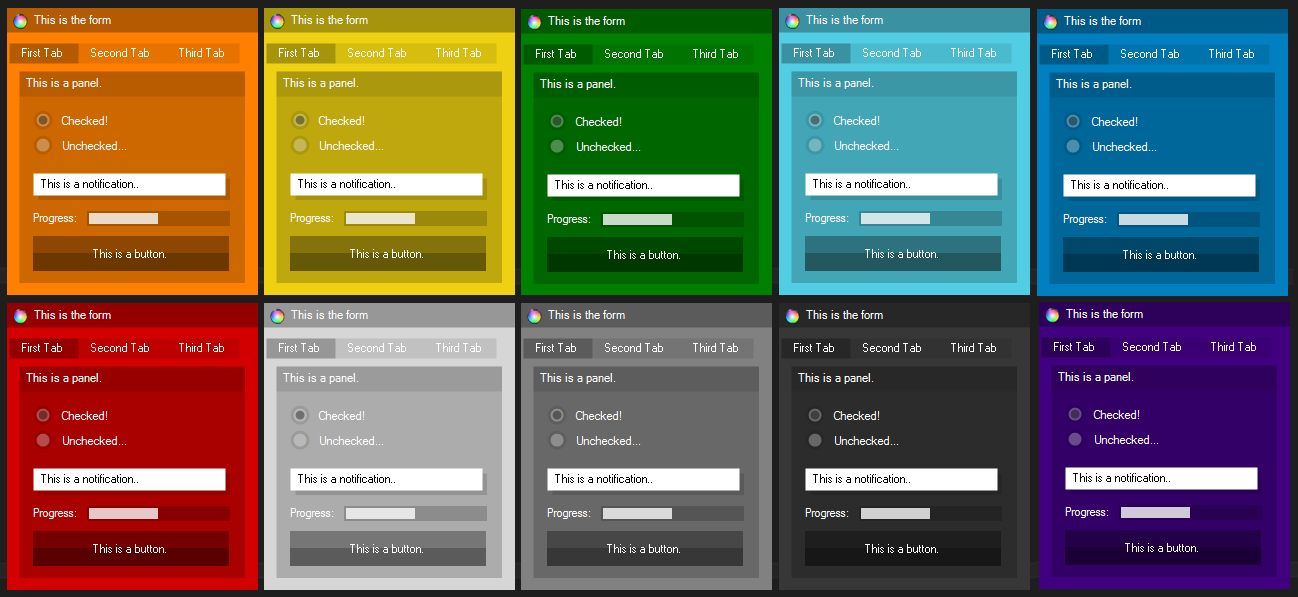 This is the form
First Tab Second Tab Third Tab
This is a panel.
Checked!
Unchecked...
This is a notification..
Progress:
This is a button.
This is the form
First Tab Second Tab Third Tab
This is a panel.
Checked!
Unchecked...
This is a notification..
Progress:
This is a button.
This is the form
First Tab Second Tab Third Tab
This is a panel.
Checked!
Unchecked...
This is a notification..
Progress:
This is a button.
This is the form
First Tab Second Tab Third Tab
This is a panel.
Checked!
Unchecked...
This is a notification..
Progress:
This is a button.
This is the form
First Tab Second Tab Third Tab
This is a panel.
Checked!
Unchecked...
This is a notification..
Progress:
This is a button.
This is the form
First Tab Second Tab Third Tab
This is a panel.
Checked!
Unchecked...
This is a notification..
Progress:
This is a button.
This is the form
First Tab Second Tab Third Tab
This is a panel.
Checked!
Unchecked...
This is a notification..
Progress:
This is a button.
This is the form
First Tab Second Tab Third Tab
This is a panel.
Checked!
Unchecked...
This is a notification..
Progress:
This is a button.
This is the form
First Tab Second Tab Third Tab
This is a panel.
Checked!
Unchecked...
This is a notification..
Progress:
This is a button.
This is the form
First Tab Second Tab Third Tab
This is a panel.
Checked!
Unchecked...
This is a notification..
Progress:
This is a button.